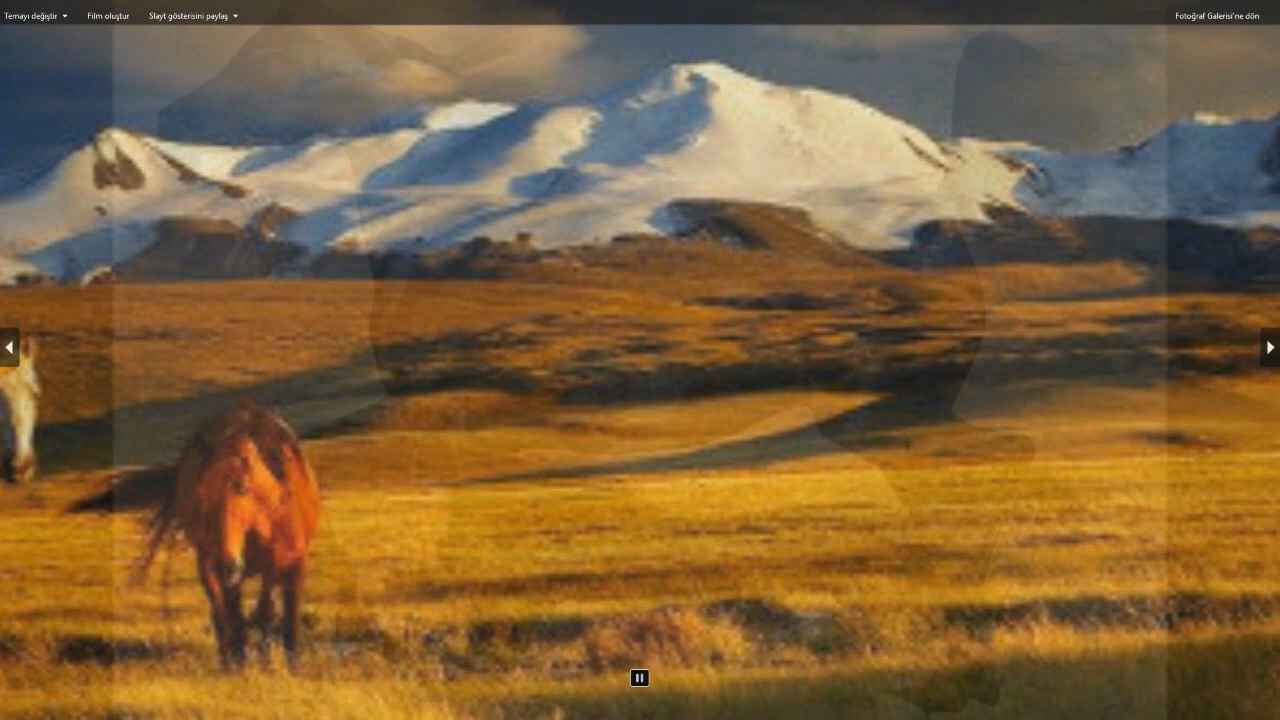 Temayı değiştir
Film oluştur
Slayt gösterisini paylaş
Fotoğraf Galerisi'ne dön